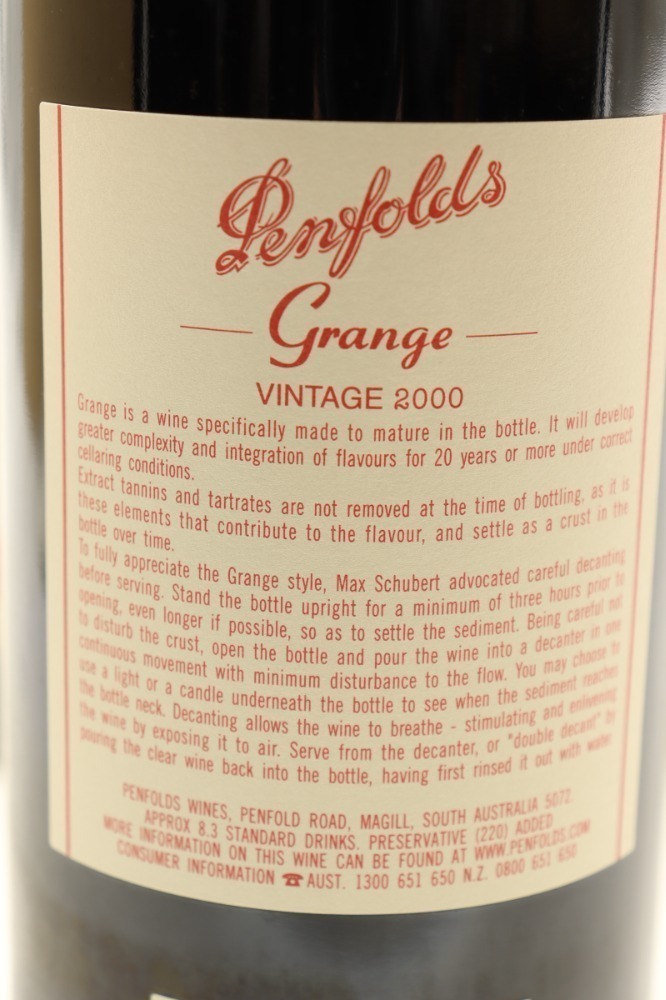 Penfolds
Grange
VINTAGE 2000
Grange is a wine specifically made to mature in the bottle. It will develop
greater complexity and integration of flavours for 20 years or more under correct
cellaring conditions.
Extract tannins and tartrates are not removed at the time of bottling, as it is
these elements that contribute to the flavour, and settle as a crust in the
bottle over time.
To fully appreciate the Grange style, Max Schubert advocated careful decanting
before serving. Stand the bottle upright for a minimum of three hours prior to
opening, even longer if possible, so as to settle the sediment. Being careful not
to disturb the crust, open the bottle and pour the wine into a decanter in one
continuous movement with minimum disturbance to the flow. You may choose to
use a light or a candle underneath the bottle to see when the sediment reaches
the bottle neck. Decanting allows the wine to breathe - stimulating and enlivening
the wine by exposing it to air. Serve from the decanter, or "double decant" by
pouring the clear wine back into the bottle, having first rinsed it out with water.
PENFOLDS WINES, PENFOLD ROAD, MAGILL, SOUTH AUSTRALIA 5072.
APPROX 8.3 STANDARD DRINKS. PRESERVATIVE (220) ADDED
MORE INFORMATION ON THIS WINE CAN BE FOUND AT WWW.PENFOLDS.COM
CONSUMER INFORMATION ☎ AUST. 1300 651 650 N.Z. 0800 651 650